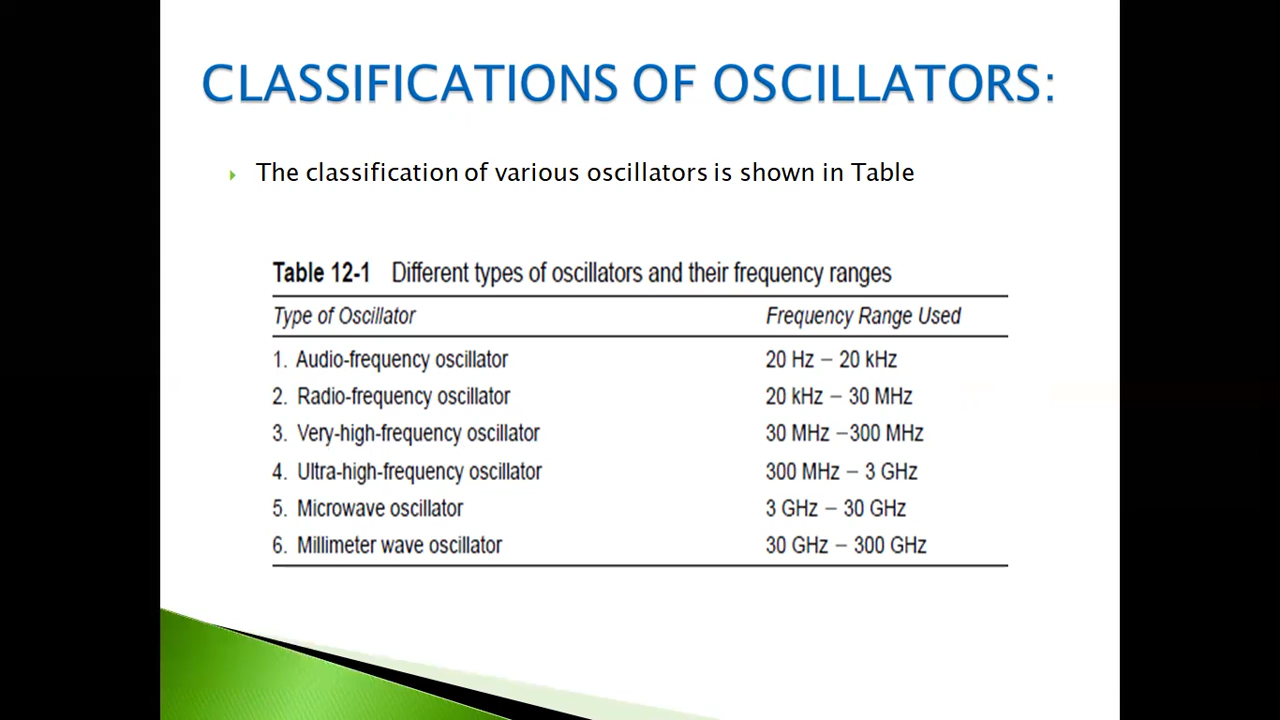 CLASSIFICATIONS OF OSCILLATORS:
The classification of various oscillators is shown in Table
Table 12-1 Different types of oscillators and their frequency ranges
Type of Oscillator Frequency Range Used
1. Audio-frequency oscillator 20 Hz – 20 kHz
2. Radio-frequency oscillator 20 kHz – 30 MHz
3. Very-high-frequency oscillator 30 MHz –300 MHz
4. Ultra-high-frequency oscillator 300 MHz – 3 GHz
5. Microwave oscillator 3 GHz – 30 GHz
6. Millimeter wave oscillator 30 GHz – 300 GHz